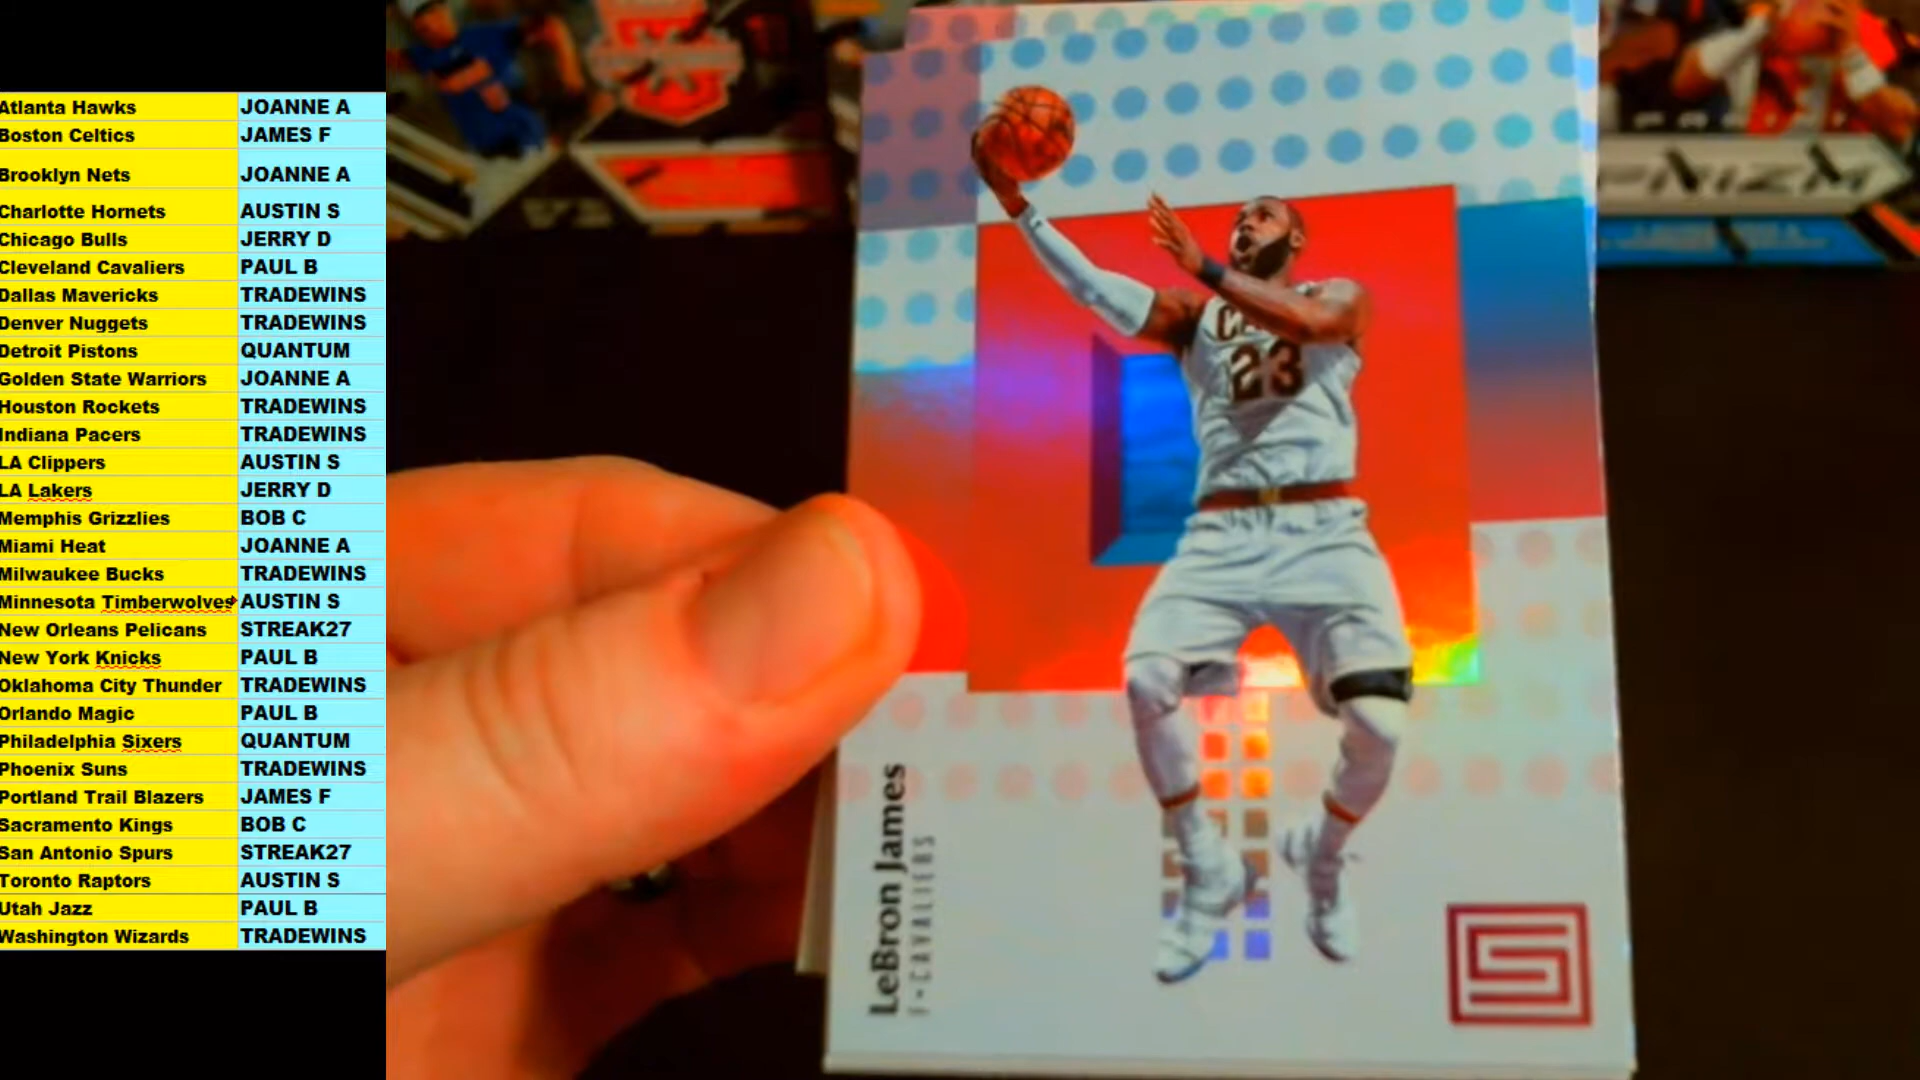 Atlanta Hawks JOANNE A
Boston Celtics JAMES F
Brooklyn Nets JOANNE A
Charlotte Hornets AUSTIN S
Chicago Bulls JERRY D
Cleveland Cavaliers PAUL B
Dallas Mavericks TRADEWINS
Denver Nuggets TRADEWINS
Detroit Pistons QUANTUM
Golden State Warriors JOANNE A
Houston Rockets TRADEWINS
Indiana Pacers TRADEWINS
LA Clippers AUSTIN S
LA Lakers JERRY D
Memphis Grizzlies BOB C
Miami Heat JOANNE A
Milwaukee Bucks TRADEWINS
Minnesota Timberwolves AUSTIN S
New Orleans Pelicans STREAK27
New York Knicks PAUL B
Oklahoma City Thunder TRADEWINS
Orlando Magic PAUL B
Philadelphia Sixers QUANTUM
Phoenix Suns TRADEWINS
Portland Trail Blazers JAMES F
Sacramento Kings BOB C
San Antonio Spurs STREAK27
Toronto Raptors AUSTIN S
Utah Jazz PAUL B
Washington Wizards TRADEWINS
23
LeBron James
F•CAVALIERS
PANINI
PRIZM